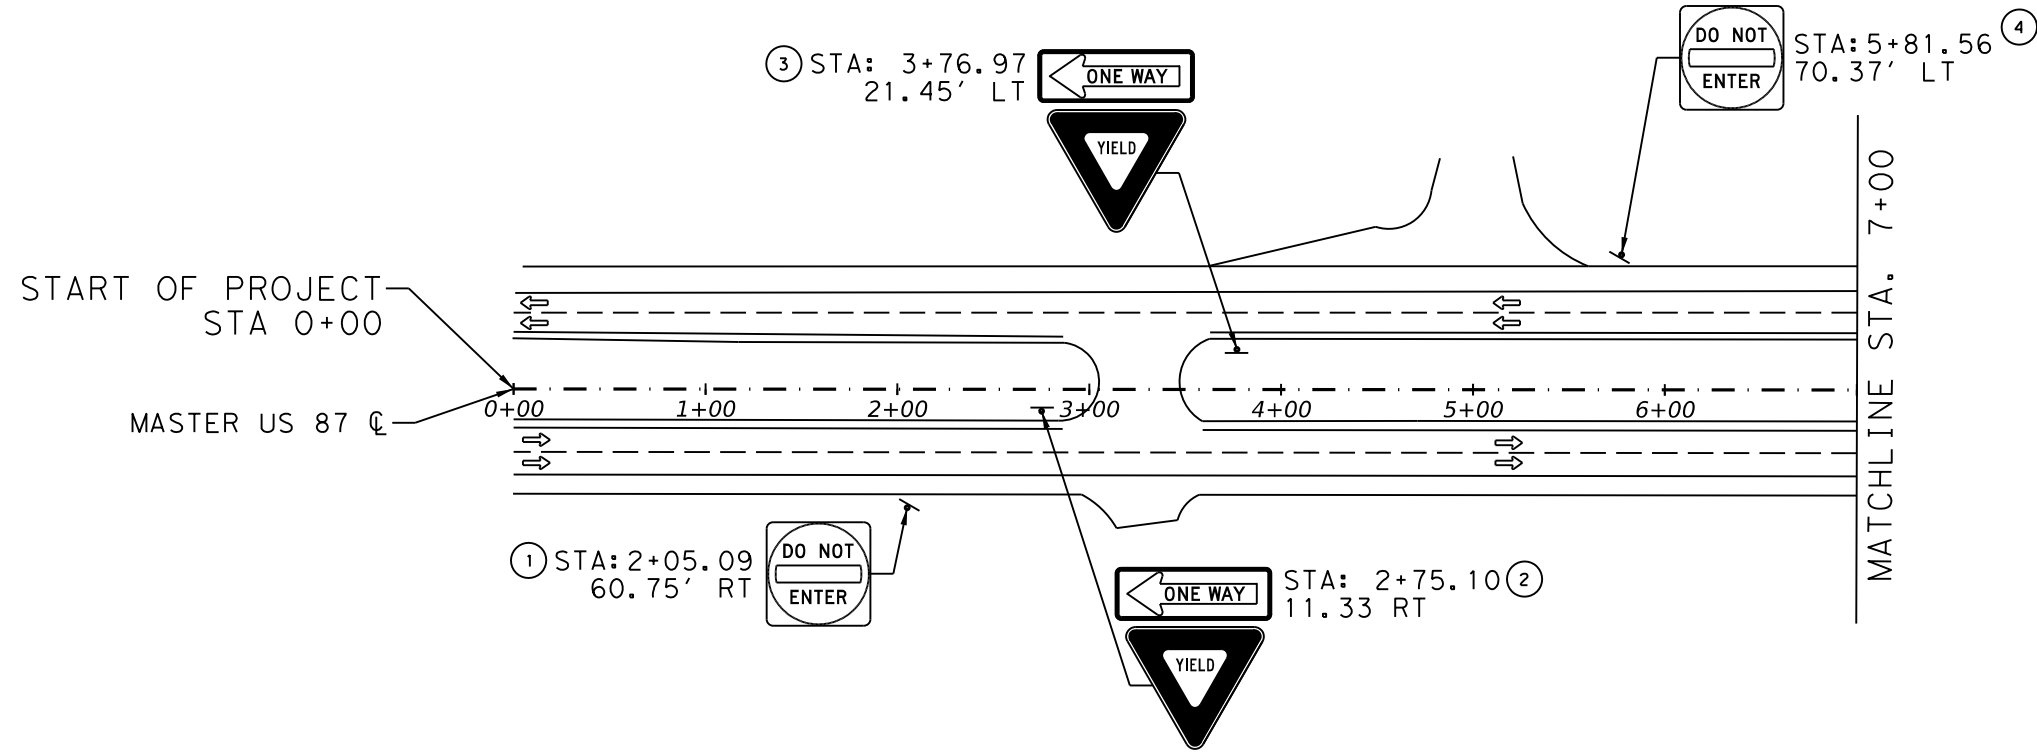 4
DO NOT
ENTER
STA:5+81.56
70.37' LT
3
STA: 3+76.97
21.45' LT
ONE WAY
YIELD
MATCHLINE STA. 7+00
START OF PROJECT
STA 0+00
MASTER US 87 ℄
0+00
1+00
2+00
3+00
4+00
5+00
6+00
1
STA:2+05.09
60.75' RT
DO NOT
ENTER
ONE WAY
YIELD
STA: 2+75.10
11.33 RT
2